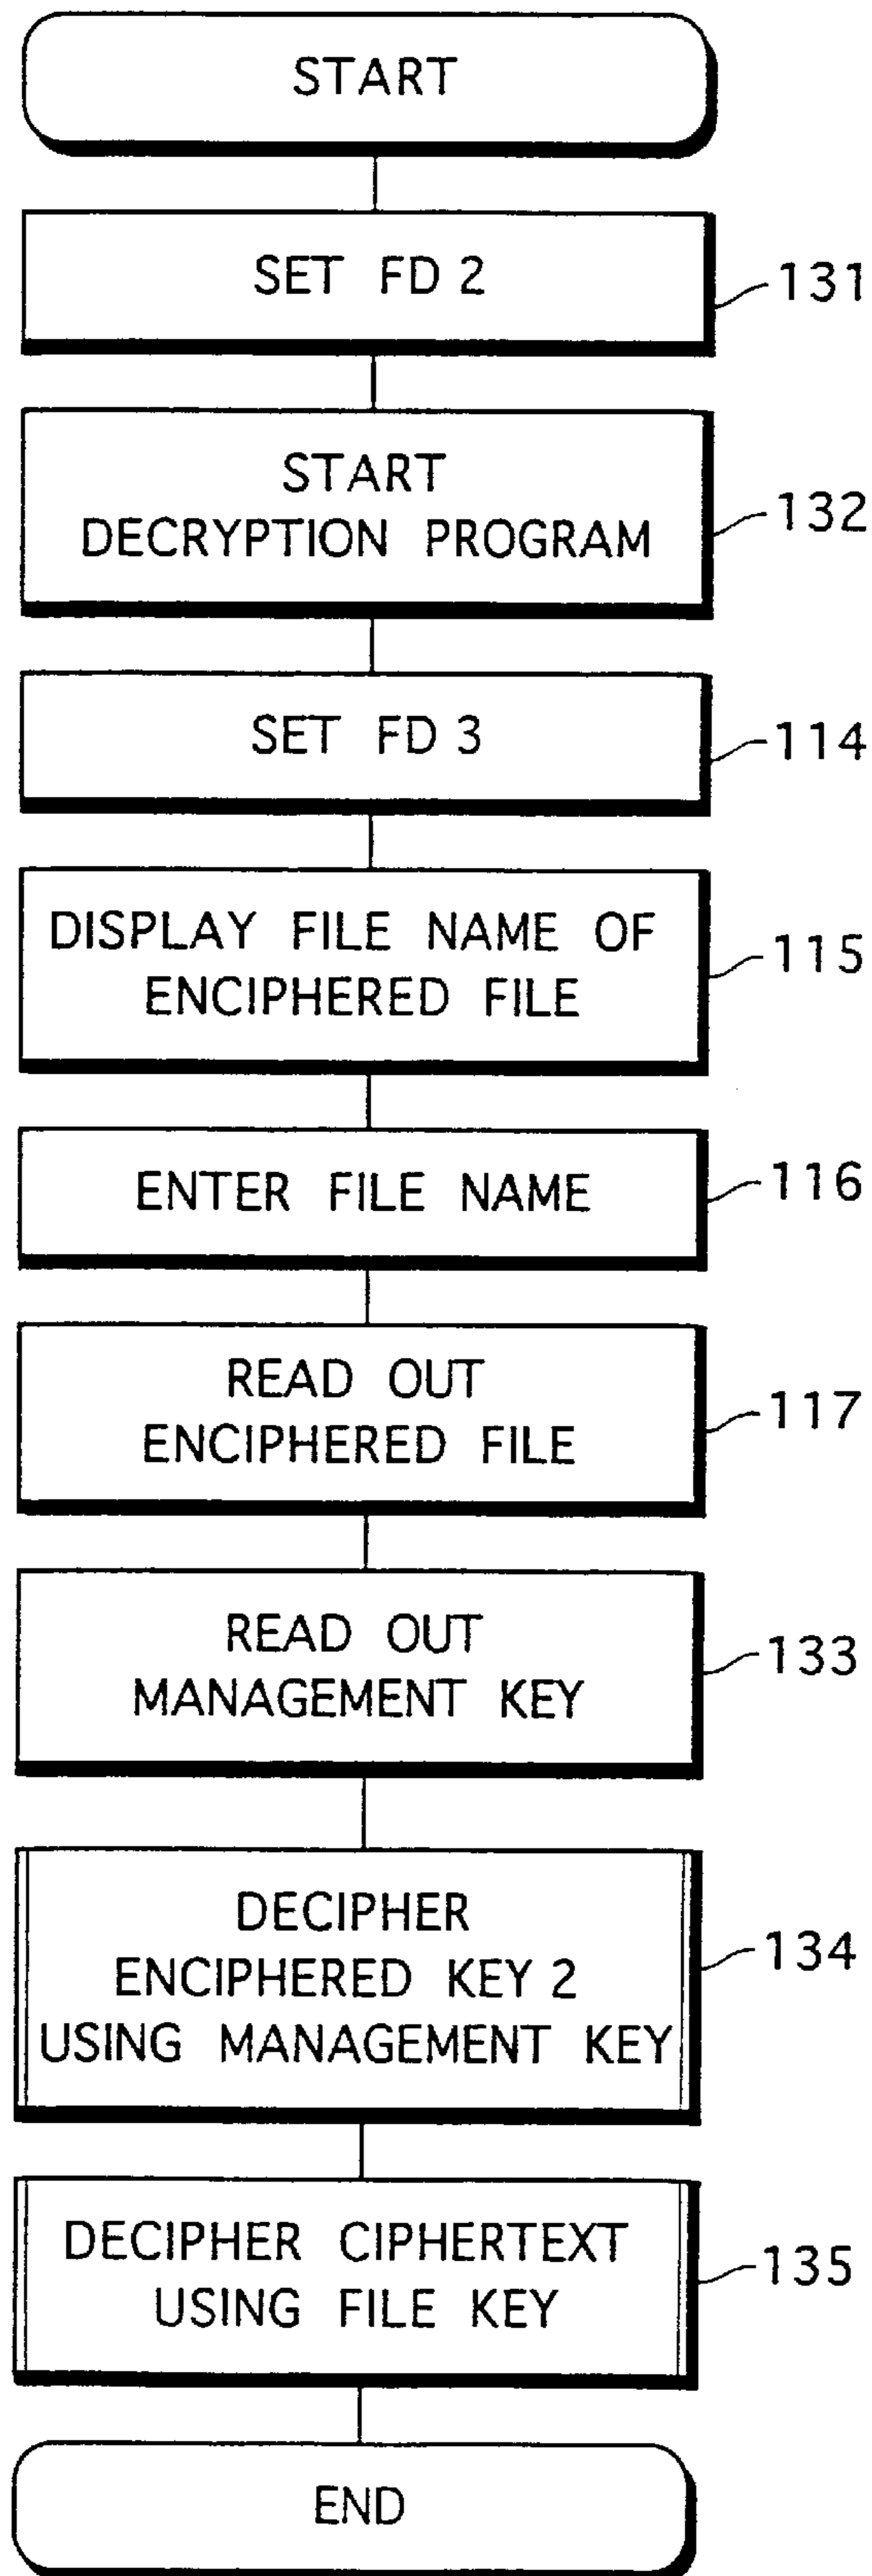 START
SET FD 2
131
START
DECRYPTION PROGRAM
132
SET FD 3
114
DISPLAY FILE NAME OF
ENCIPHERED FILE
115
ENTER FILE NAME
116
READ OUT
ENCIPHERED FILE
117
READ OUT
MANAGEMENT KEY
133
DECIPHER
ENCIPHERED KEY 2
USING MANAGEMENT KEY
134
DECIPHER CIPHERTEXT
USING FILE KEY
135
END